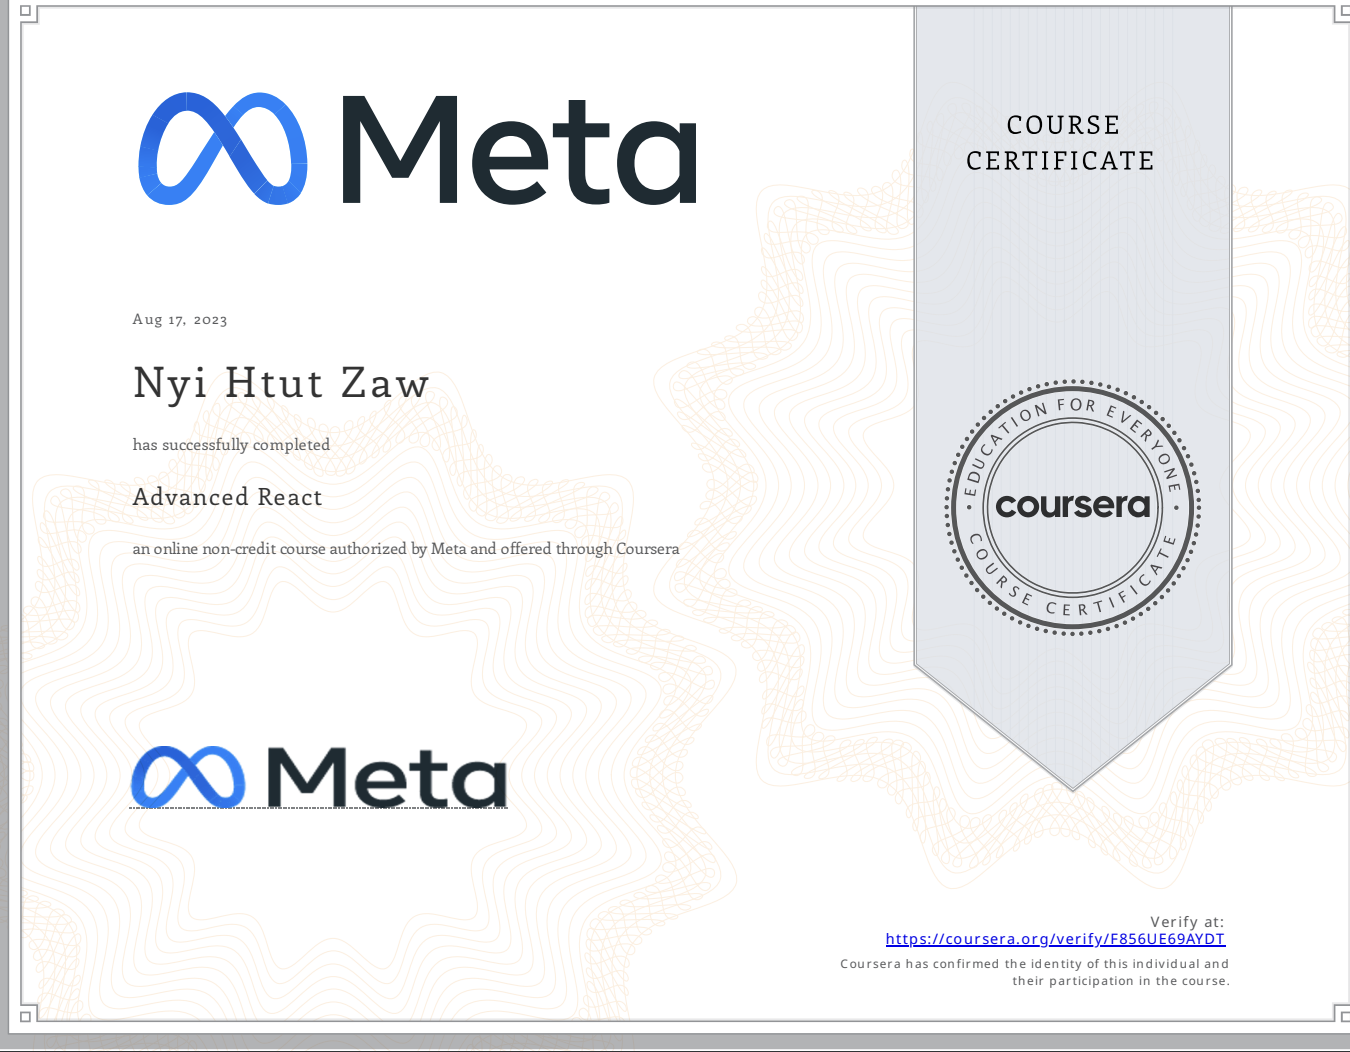 Meta
COURSE
CERTIFICATE
Aug 17, 2023
Nyi Htut Zaw
has successfully completed
Advanced React
an online non-credit course authorized by Meta and offered through Coursera
EDUCATION FOR EVERYONE
coursera
COURSE CERTIFICATE
Meta
Verify at:
https://coursera.org/verify/F856UE69AYDT
Coursera has confirmed the identity of this individual and
their participation in the course.